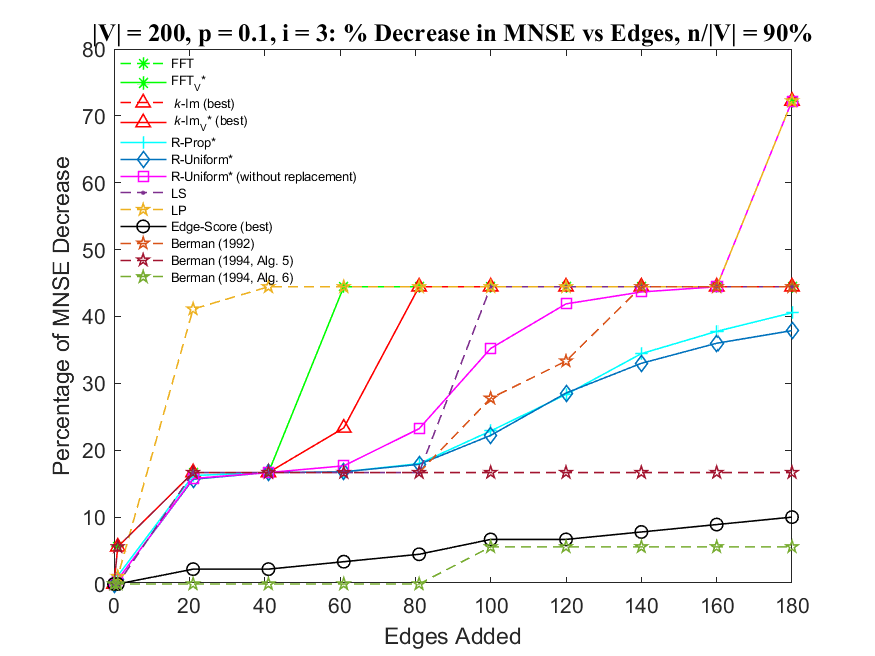 |V| = 200, p = 0.1, i = 3: % Decrease in MNSE vs Edges, n/|V| = 90%
80
70
60
50
40
30
20
10
0
Percentage of MNSE Decrease
FFT
FFT_V*
k-Im (best)
k-Im_V* (best)
R-Prop*
R-Uniform*
R-Uniform* (without replacement)
LS
LP
Edge-Score (best)
Berman (1992)
Berman (1994, Alg. 5)
Berman (1994, Alg. 6)
0 20 40 60 80 100 120 140 160 180
Edges Added